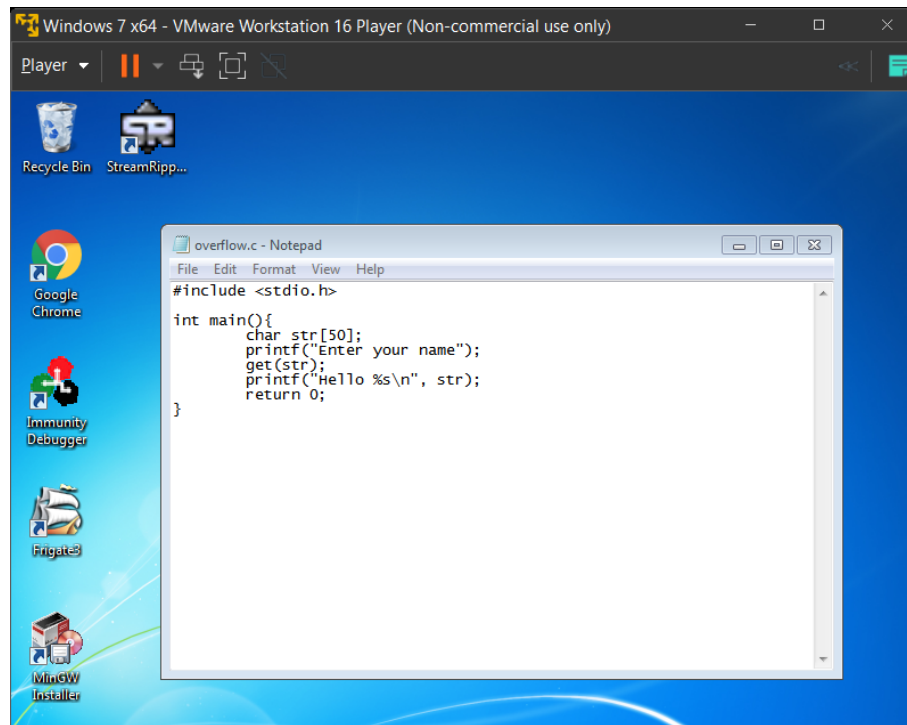 Windows 7 x64 - VMware Workstation 16 Player (Non-commercial use only)
Player
Recycle Bin
StreamRipp...
Google
Chrome
Immunity
Debugger
Frigate3
MinGW
Installer
overflow.c - Notepad
File Edit Format View Help
#include <stdio.h>
int main(){
char str[50];
printf("Enter your name");
get(str);
printf("Hello %s\n", str);
return 0;
}